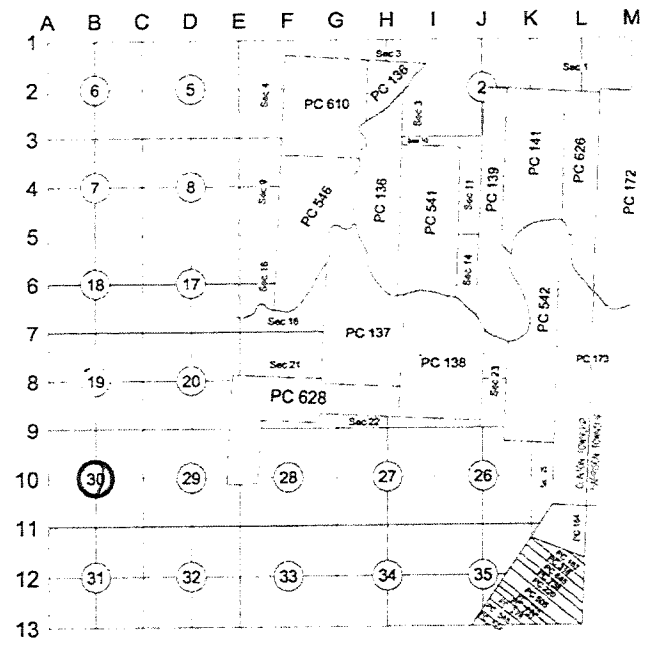 A B C D E F G H I J K L M
1
Sec 3
Sec 1
2
6
5
Sec 4
PC 610
PC 136
Sec 3
2
PC 141
PC 626
3
4
7
8
Sec 9
PC 546
PC 136
PC 541
Sec 11
PC 139
PC 172
5
6
18
17
Sec 16
Sec 14
PC 542
Sec 16
7
PC 137
PC 138
PC 173
Sec 21
8
19
20
PC 628
Sec 23
9
Sec 22
CLINTON TOWNSHIP
HARRISON TOWNSHIP
10
30
29
28
27
26
11
12
31
32
33
34
35
13